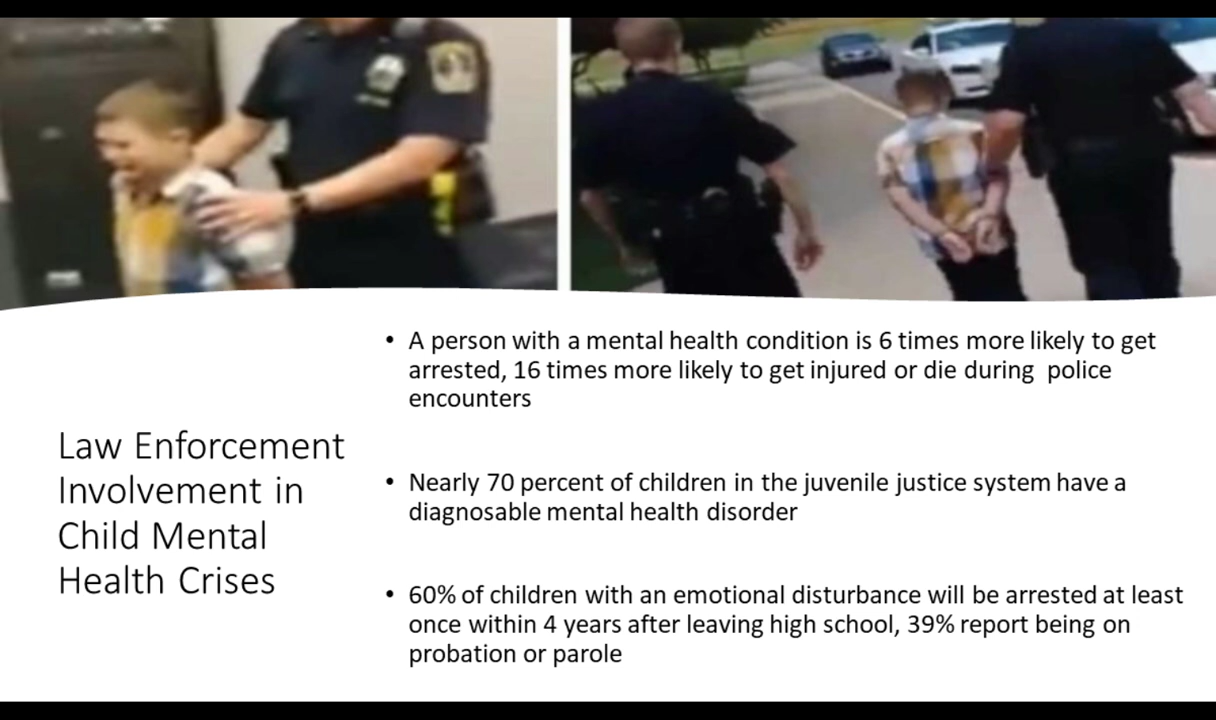 Law Enforcement
Involvement in
Child Mental
Health Crises
• A person with a mental health condition is 6 times more likely to get
arrested, 16 times more likely to get injured or die during  police
encounters
• Nearly 70 percent of children in the juvenile justice system have a
diagnosable mental health disorder
• 60% of children with an emotional disturbance will be arrested at least
once within 4 years after leaving high school, 39% report being on
probation or parole